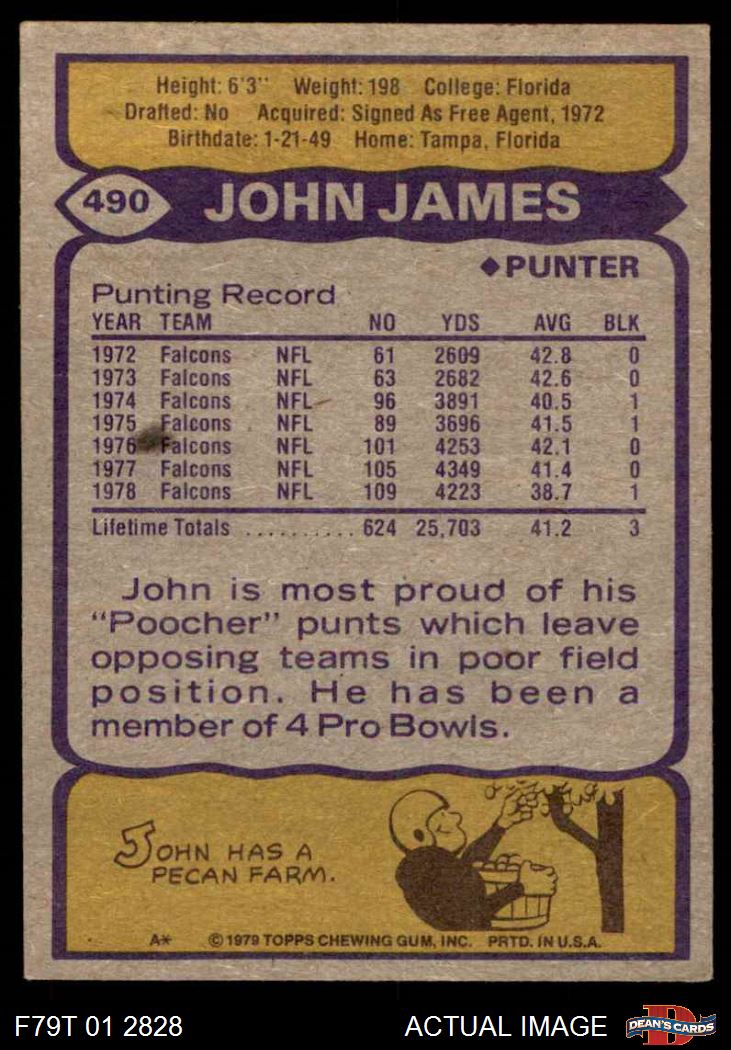 Height: 6'3" Weight: 198 College: Florida
Drafted: No Acquired: Signed As Free Agent, 1972
Birthdate: 1-21-49 Home: Tampa, Florida
490 JOHN JAMES
◆PUNTER
Punting Record
YEAR TEAM NO YDS AVG BLK
1972 Falcons NFL 61 2609 42.8 0
1973 Falcons NFL 63 2682 42.6 0
1974 Falcons NFL 96 3891 40.5 1
1975 Falcons NFL 89 3696 41.5 1
1976 Falcons NFL 101 4253 42.1 0
1977 Falcons NFL 105 4349 41.4 0
1978 Falcons NFL 109 4223 38.7 1
Lifetime Totals .......... 624 25,703 41.2 3
John is most proud of his
"Poocher" punts which leave
opposing teams in poor field
position. He has been a
member of 4 Pro Bowls.
JOHN HAS A
PECAN FARM.
A* © 1979 TOPPS CHEWING GUM, INC. PRTD. IN U.S.A.
F79T 01 2828 ACTUAL IMAGE D DEAN'S CARDS